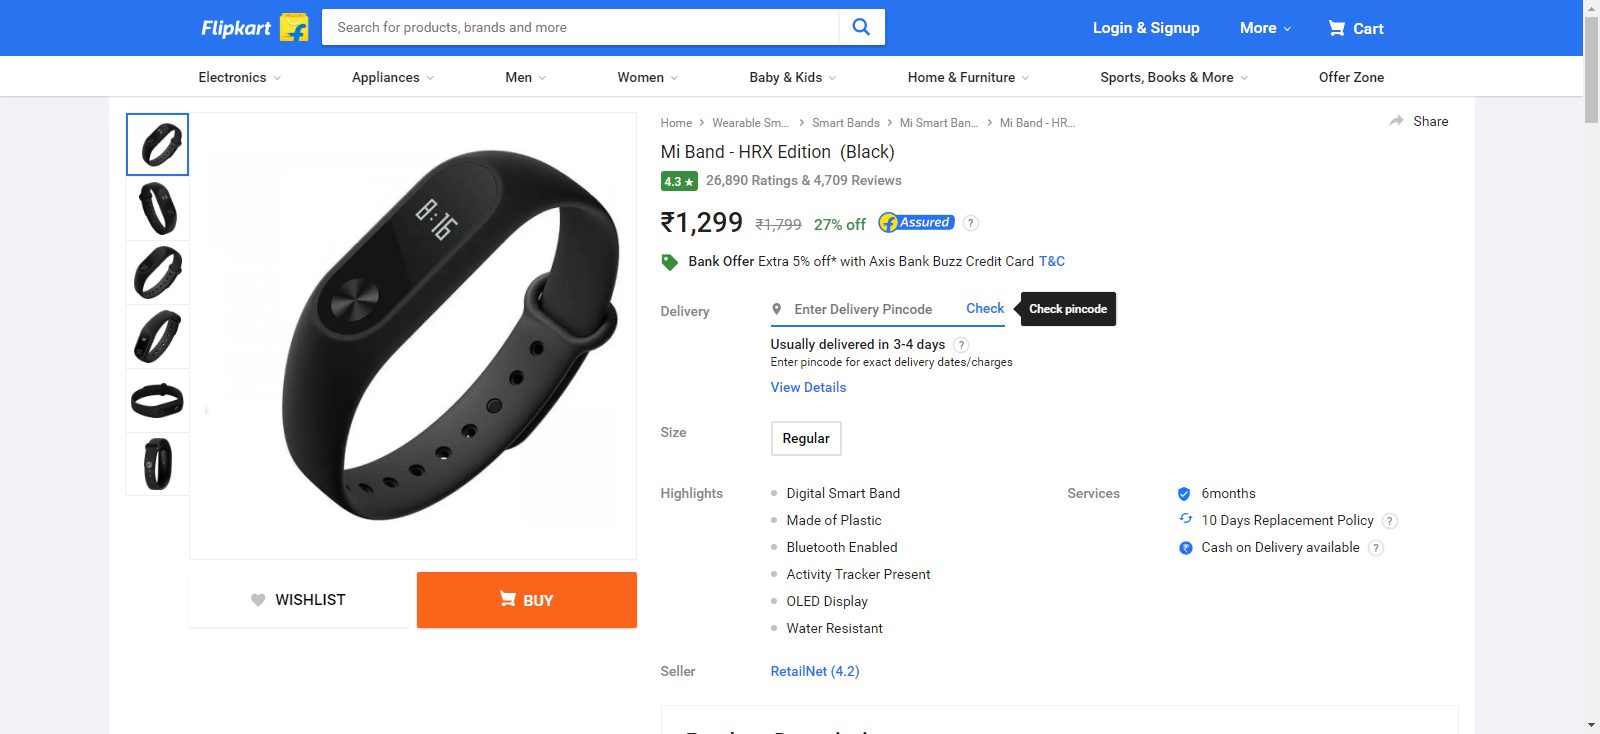 Flipkart
Search for products, brands and more
Login & Signup
More
Cart
Electronics
Appliances
Men
Women
Baby & Kids
Home & Furniture
Sports, Books & More
Offer Zone
Home > Wearable Sm... > Smart Bands > Mi Smart Ban... > Mi Band - HR...
Share
Mi Band - HRX Edition (Black)
4.3 ★ 26,890 Ratings & 4,709 Reviews
₹1,299 ₹1,799 27% off Assured ?
Bank Offer Extra 5% off* with Axis Bank Buzz Credit Card T&C
8:16
Delivery
Enter Delivery Pincode
Check
Check pincode
Usually delivered in 3-4 days ?
Enter pincode for exact delivery dates/charges
View Details
Size
Regular
Highlights
Digital Smart Band
Made of Plastic
Bluetooth Enabled
Activity Tracker Present
OLED Display
Water Resistant
Services
6months
10 Days Replacement Policy ?
Cash on Delivery available ?
WISHLIST
BUY
Seller
RetailNet (4.2)